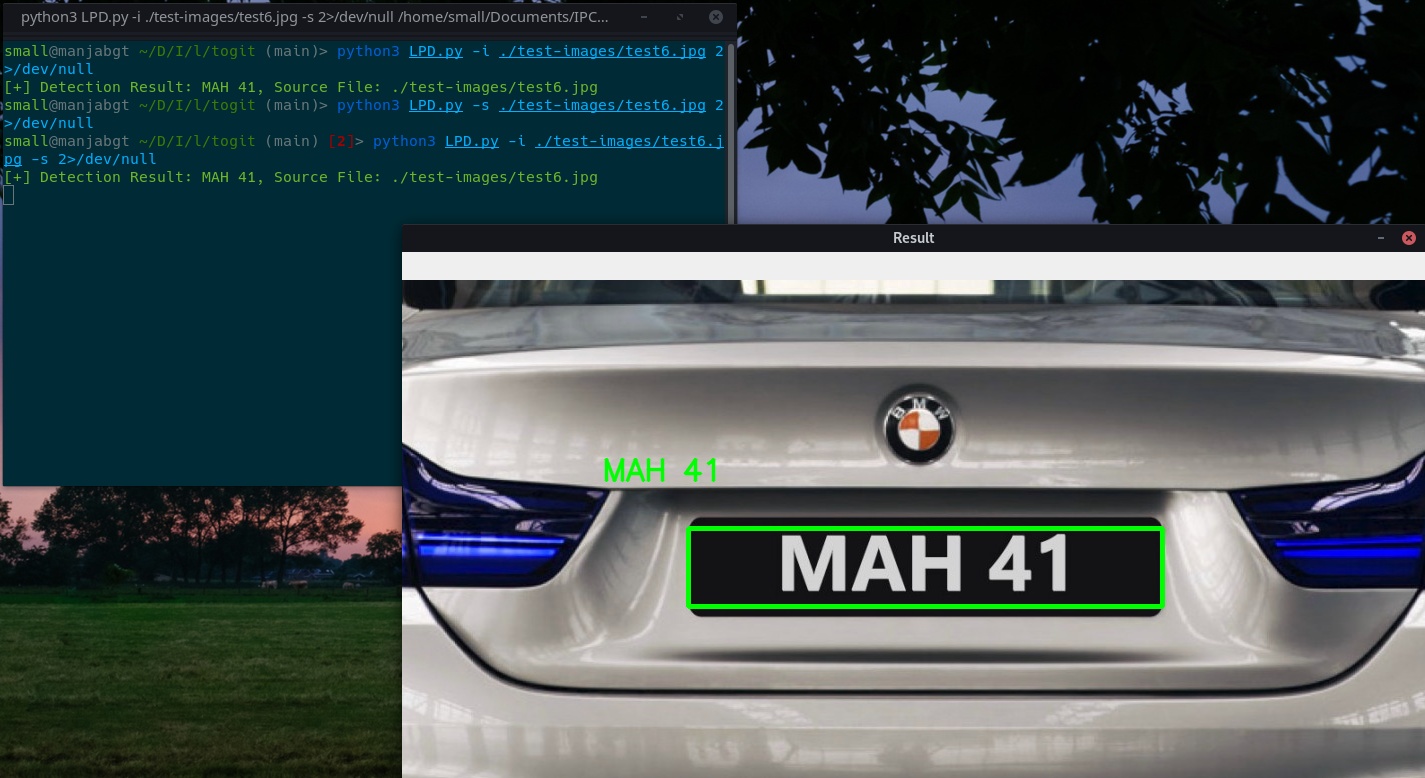 python3 LPD.py -i ./test-images/test6.jpg -s 2>/dev/null /home/small/Documents/IPC...
small@manjabgt ~/D/I/l/togit (main)> python3 LPD.py -i ./test-images/test6.jpg 2
>/dev/null
[+] Detection Result: MAH 41, Source File: ./test-images/test6.jpg
small@manjabgt ~/D/I/l/togit (main)> python3 LPD.py -s ./test-images/test6.jpg 2
>/dev/null
small@manjabgt ~/D/I/l/togit (main) [2]> python3 LPD.py -i ./test-images/test6.j
pg -s 2>/dev/null
[+] Detection Result: MAH 41, Source File: ./test-images/test6.jpg
Result
BMW
MAH 41
MAH 41